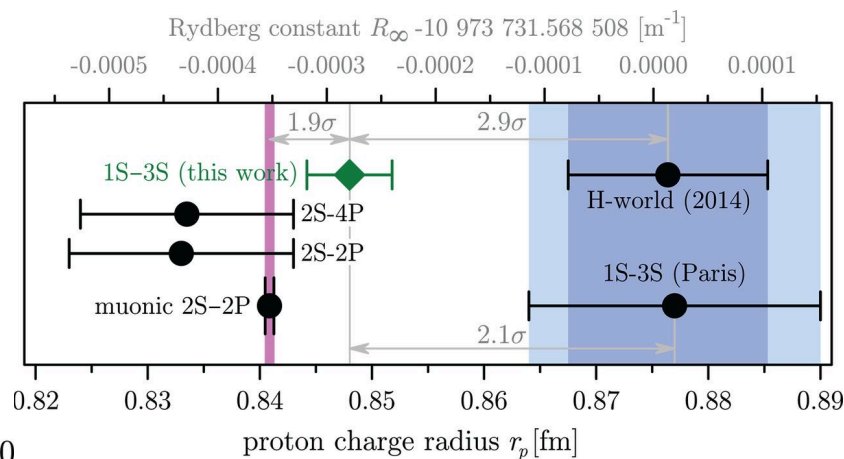 Rydberg constant R∞ -10 973 731.568 508 [m⁻¹]
-0.0005 -0.0004 -0.0003 -0.0002 -0.0001 0.0000 0.0001
1.9σ 2.9σ
1S–3S (this work)
H-world (2014)
2S-4P
2S-2P
1S-3S (Paris)
muonic 2S–2P
2.1σ
0.82 0.83 0.84 0.85 0.86 0.87 0.88 0.89
proton charge radius rₚ [fm]
0